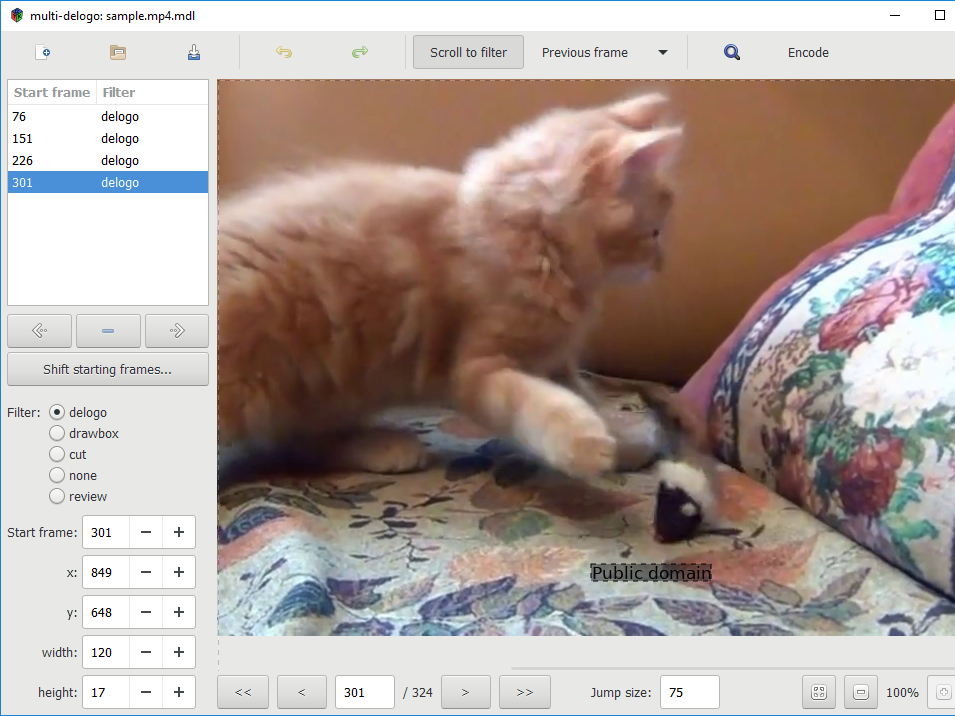 multi-delogo: sample.mp4.mdl
Scroll to filter Previous frame Encode
Start frame Filter
76 delogo
151 delogo
226 delogo
301 delogo
Shift starting frames...
Filter: delogo
drawbox
cut
none
review
Start frame: 301 − +
x: 849 − +
y: 648 − +
width: 120 − +
height: 17 − +
Public domain
<< < 301 / 324 > >> Jump size: 75 100%